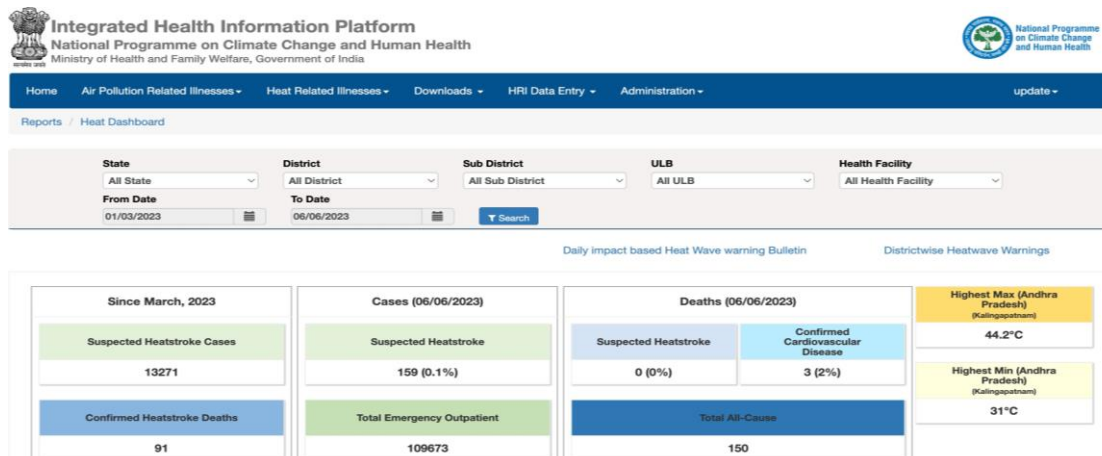 Integrated Health Information Platform
National Programme on Climate Change and Human Health
Ministry of Health and Family Welfare, Government of India
National Programme
on Climate Change
and Human Health
Home Air Pollution Related Illnesses Heat Related Illnesses Downloads HRI Data Entry Administration update
Reports / Heat Dashboard
State District Sub District ULB Health Facility
All State All District All Sub District All ULB All Health Facility
From Date To Date
01/03/2023 06/06/2023 Search
Daily impact based Heat Wave warning Bulletin Districtwise Heatwave Warnings
Since March, 2023
Suspected Heatstroke Cases
13271
Confirmed Heatstroke Deaths
91
Cases (06/06/2023)
Suspected Heatstroke
159 (0.1%)
Total Emergency Outpatient
109673
Deaths (06/06/2023)
Suspected Heatstroke
0 (0%)
Confirmed
Cardiovascular
Disease
3 (2%)
Total All-Cause
150
Highest Max (Andhra
Pradesh)
(Kalingapatnam)
44.2°C
Highest Min (Andhra
Pradesh)
(Kalingapatnam)
31°C